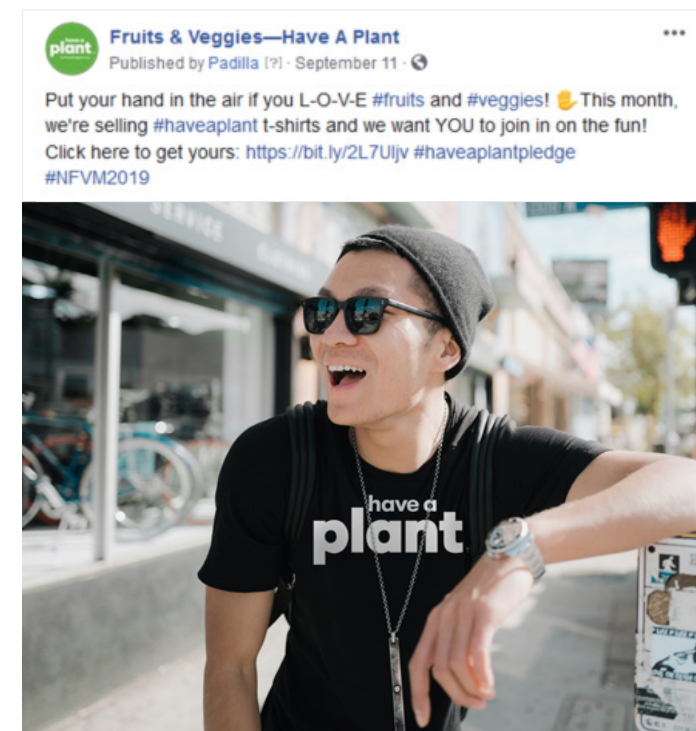 have a
plant
Fruits & Veggies—Have A Plant
Published by Padilla [?] · September 11 ·
Put your hand in the air if you L-O-V-E #fruits and #veggies! ✋ This month,
we're selling #haveaplant t-shirts and we want YOU to join in on the fun!
Click here to get yours: https://bit.ly/2L7Uljv #haveaplantpledge
#NFVM2019
SERVICE
have a
plant